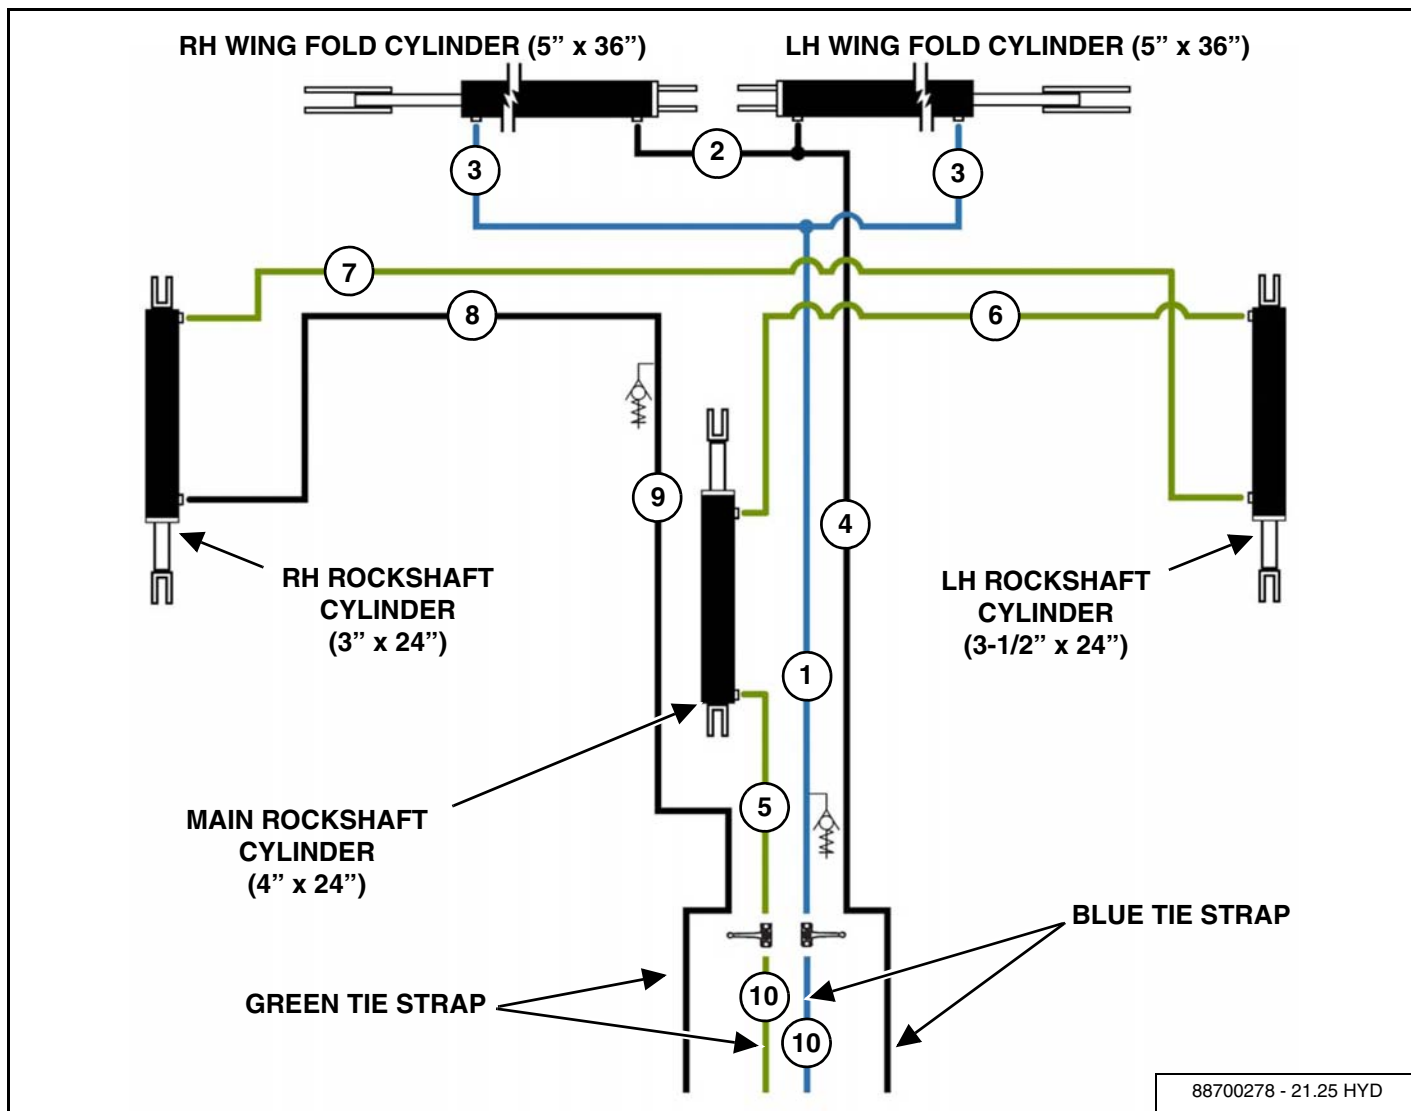 RH WING FOLD CYLINDER (5” x 36”)
LH WING FOLD CYLINDER (5” x 36”)
2
3
3
7
8
6
9
4
RH ROCKSHAFT
CYLINDER
(3” x 24”)
LH ROCKSHAFT
CYLINDER
(3-1/2” x 24”)
1
MAIN ROCKSHAFT
CYLINDER
(4” x 24”)
5
BLUE TIE STRAP
GREEN TIE STRAP
10
10
88700278 - 21.25 HYD